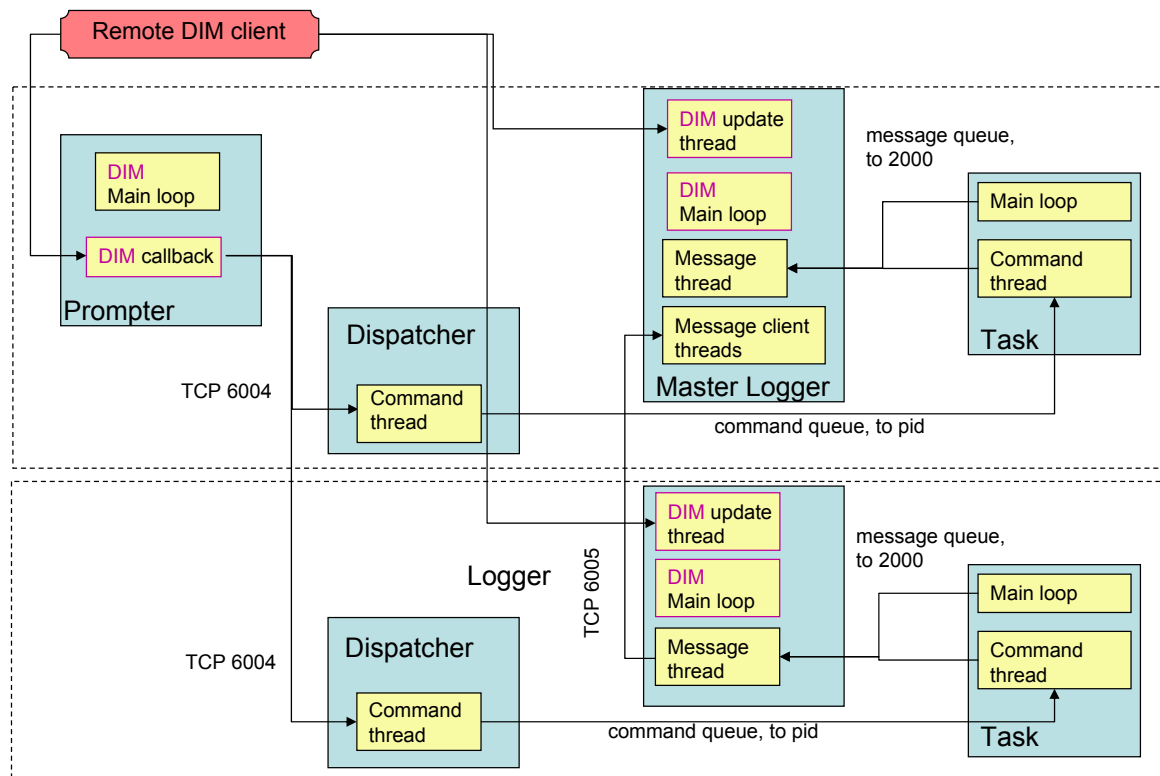 Remote DIM client
DIM
Main loop
DIM callback
Prompter
TCP 6004
Dispatcher
Command
thread
DIM update
thread
DIM
Main loop
Message
thread
Message client
threads
Master Logger
message queue,
to 2000
Main loop
Command
thread
Task
command queue, to pid
TCP 6004
Logger
Dispatcher
Command
thread
TCP 6005
DIM update
thread
DIM
Main loop
Message
thread
message queue,
to 2000
Main loop
Command
thread
Task
command queue, to pid